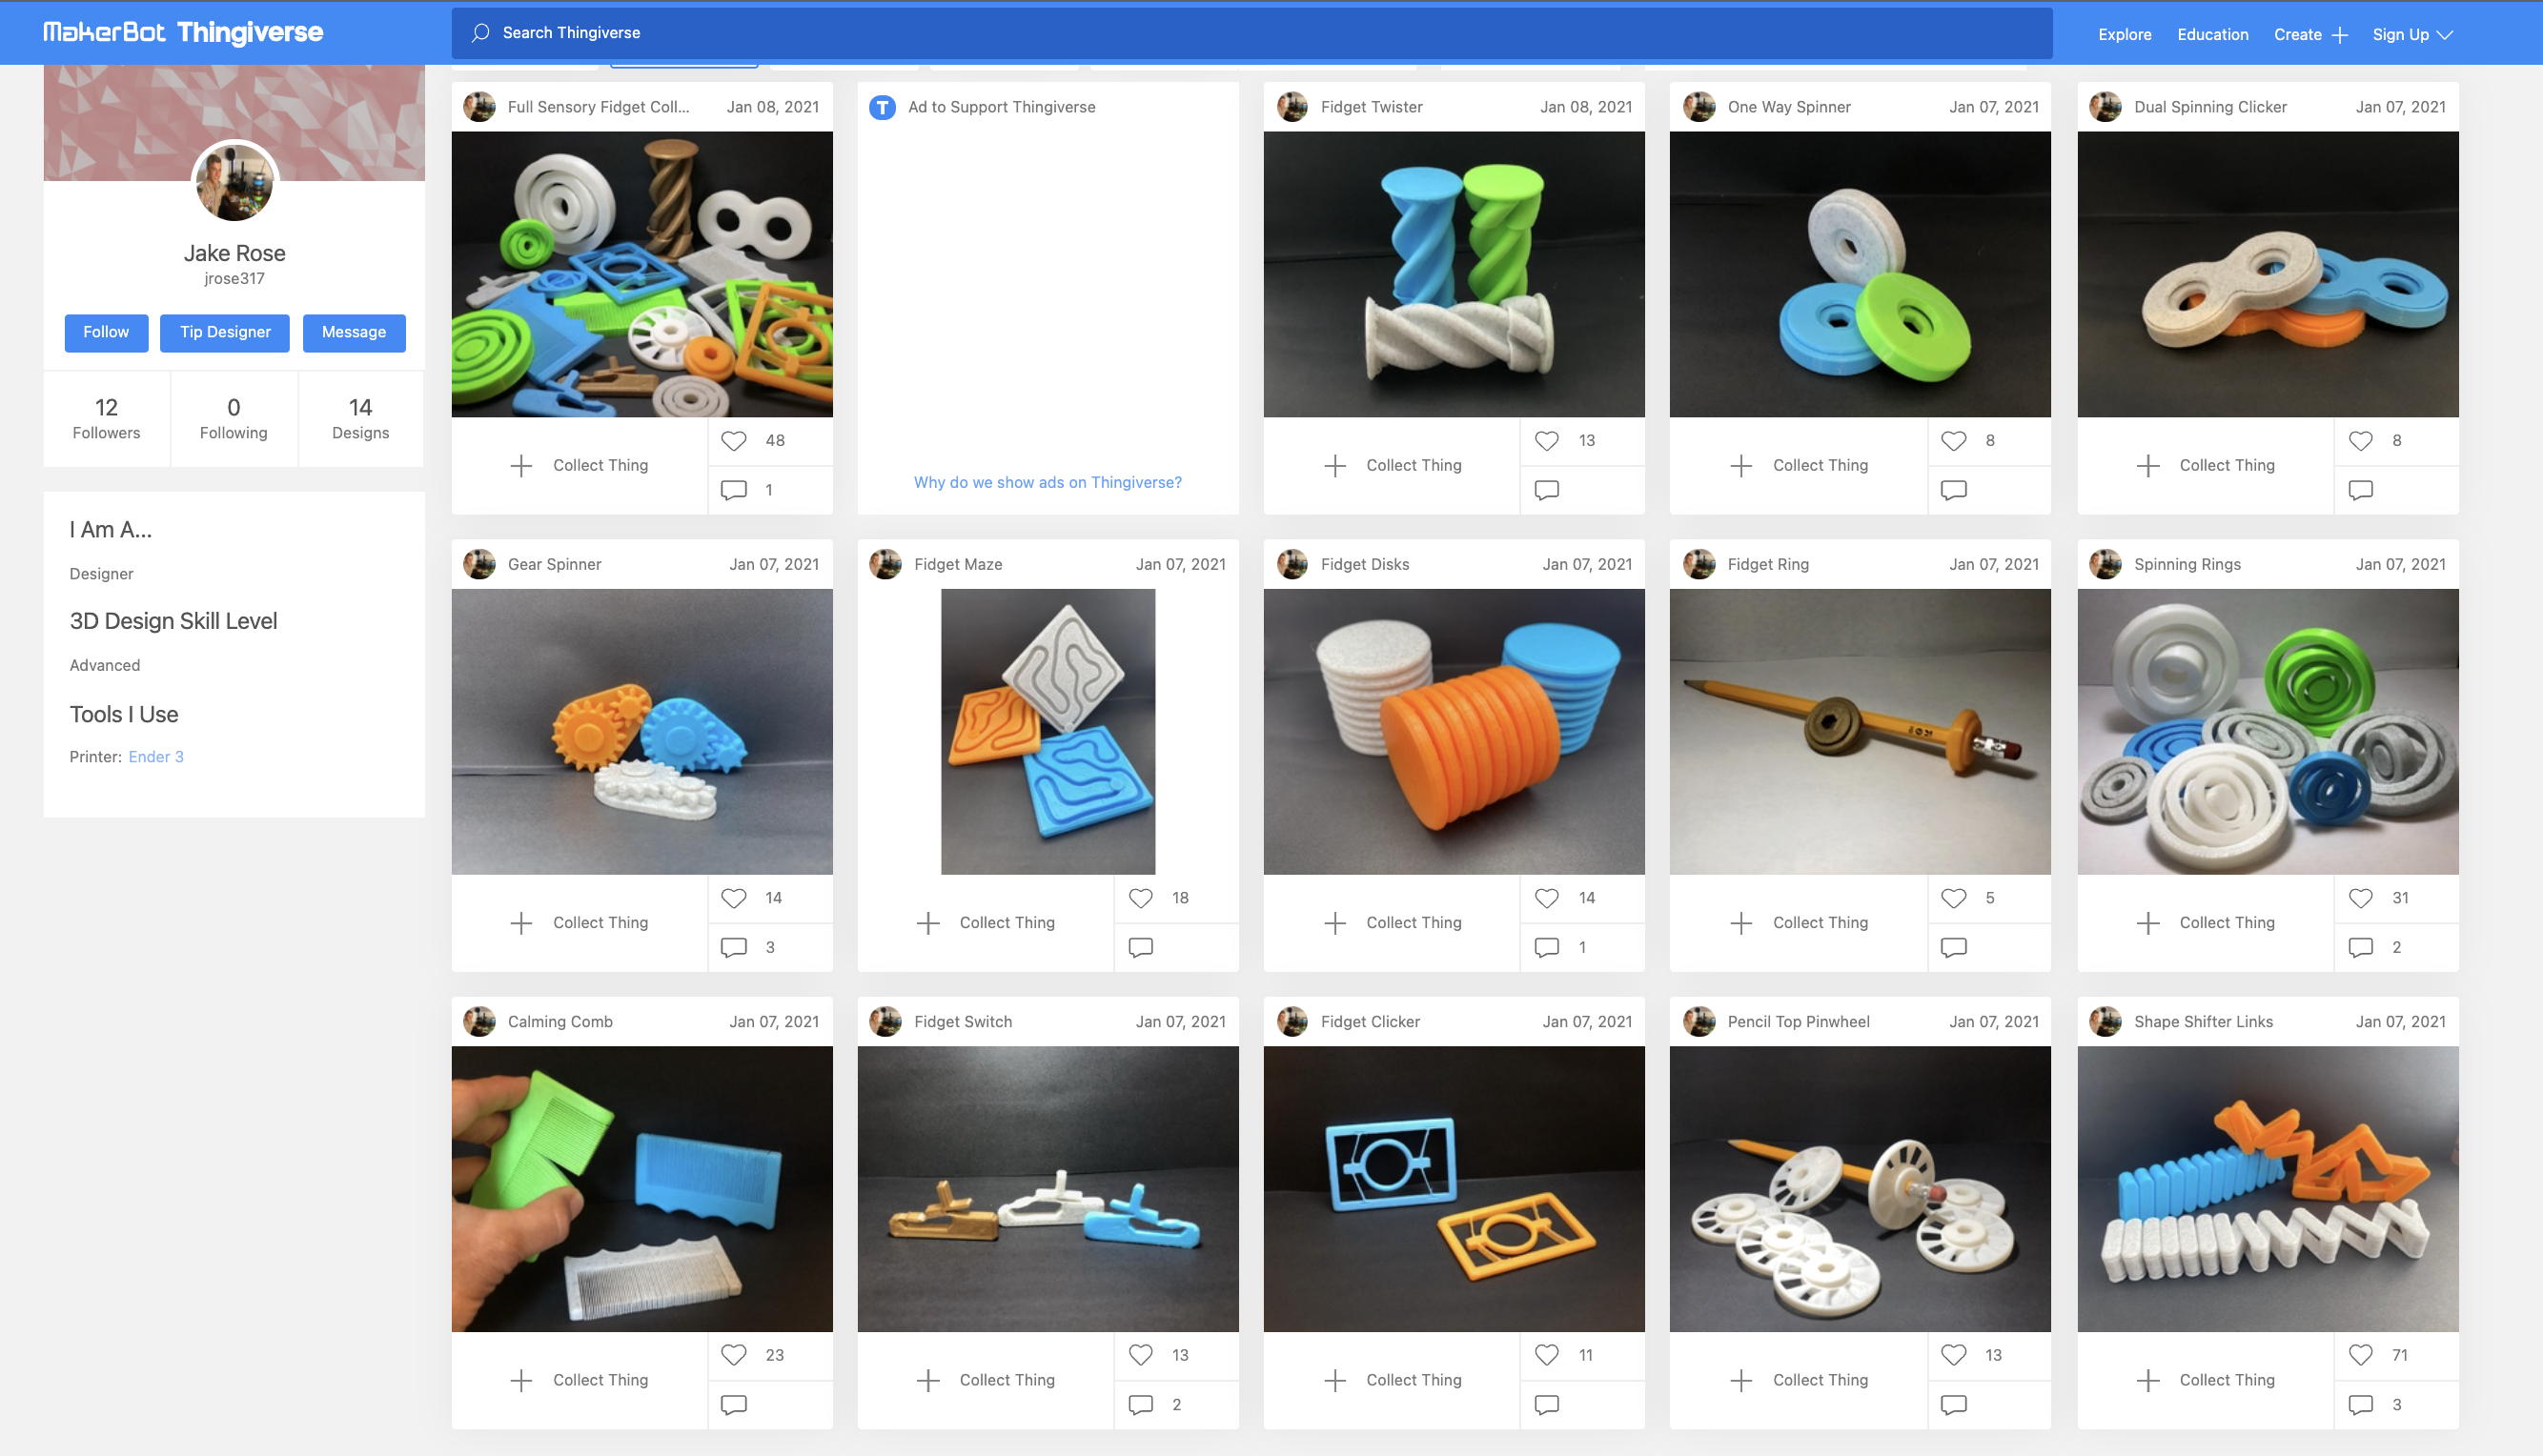 MakerBot Thingiverse
Search Thingiverse
Explore Education Create Sign Up
Jake Rose
jrose317
Follow Tip Designer Message
12 0 14
Followers Following Designs
I Am A...
Designer
3D Design Skill Level
Advanced
Tools I Use
Printer: Ender 3
Full Sensory Fidget Coll... Jan 08, 2021
Collect Thing
48
1
Ad to Support Thingiverse
Why do we show ads on Thingiverse?
Fidget Twister Jan 08, 2021
Collect Thing
13
One Way Spinner Jan 07, 2021
Collect Thing
8
Dual Spinning Clicker Jan 07, 2021
Collect Thing
8
Gear Spinner Jan 07, 2021
Collect Thing
14
3
Fidget Maze Jan 07, 2021
Collect Thing
18
Fidget Disks Jan 07, 2021
Collect Thing
14
1
Fidget Ring Jan 07, 2021
Collect Thing
5
Spinning Rings Jan 07, 2021
Collect Thing
31
2
Calming Comb Jan 07, 2021
Collect Thing
23
Fidget Switch Jan 07, 2021
Collect Thing
13
2
Fidget Clicker Jan 07, 2021
Collect Thing
11
Pencil Top Pinwheel Jan 07, 2021
Collect Thing
13
Shape Shifter Links Jan 07, 2021
Collect Thing
71
3